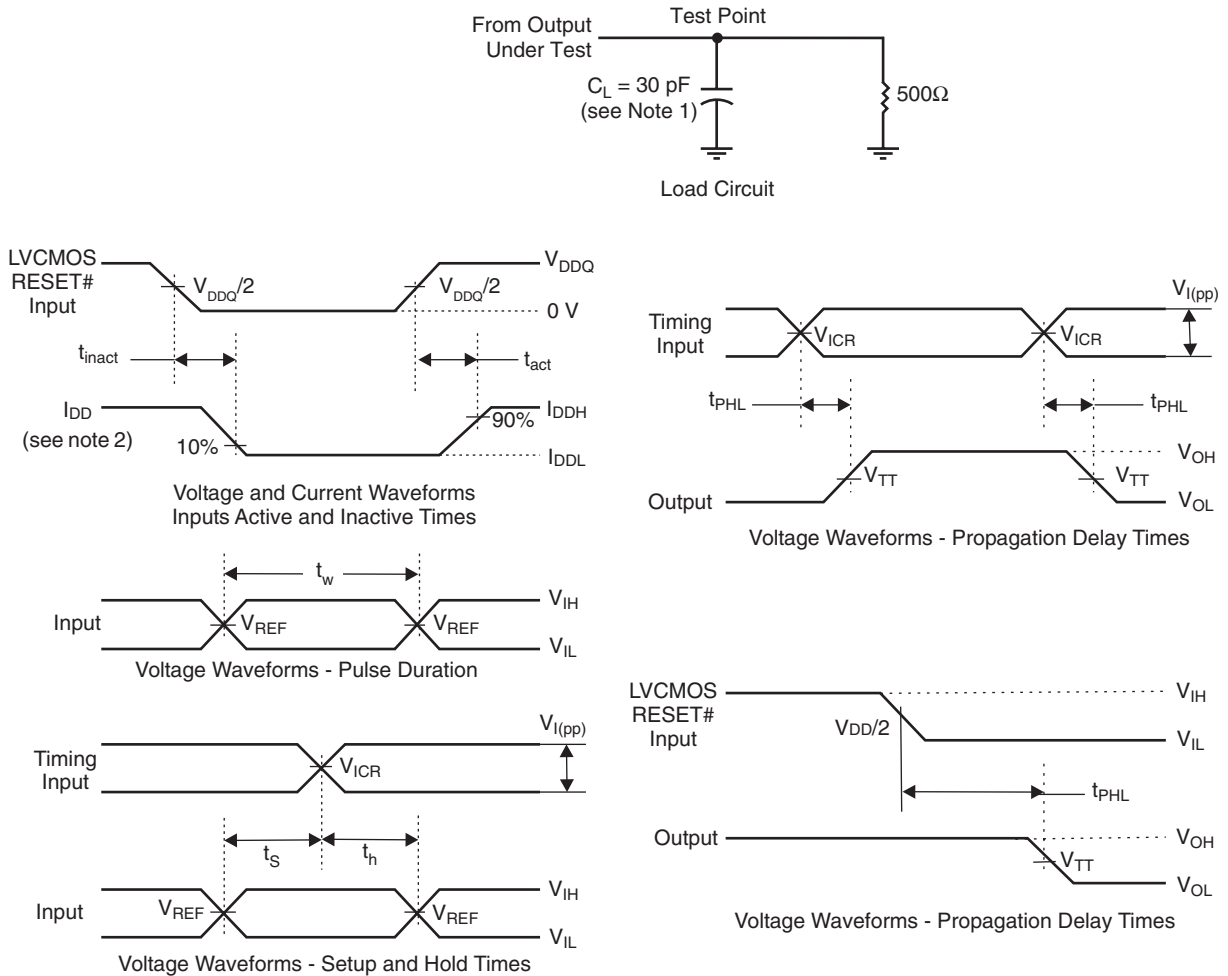 From Output
Under Test
Test Point
C_L = 30 pF
(see Note 1)
500Ω
Load Circuit
LVCMOS
RESET#
Input
V_DDQ/2
V_DDQ/2
V_DDQ
0 V
t_inact
t_act
I_DD
(see note 2)
10%
90%
I_DDH
I_DDL
Voltage and Current Waveforms
Inputs Active and Inactive Times
t_w
Input
V_REF
V_REF
V_IH
V_IL
Voltage Waveforms - Pulse Duration
Timing
Input
V_ICR
V_I(pp)
t_S
t_h
Input
V_REF
V_REF
V_IH
V_IL
Voltage Waveforms - Setup and Hold Times
Timing
Input
V_ICR
V_ICR
V_I(pp)
t_PHL
t_PHL
Output
V_TT
V_TT
V_OH
V_OL
Voltage Waveforms - Propagation Delay Times
LVCMOS
RESET#
Input
VDD/2
V_IH
V_IL
t_PHL
Output
V_TT
V_OH
V_OL
Voltage Waveforms - Propagation Delay Times